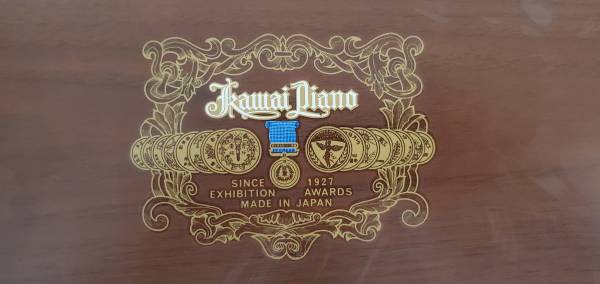 Kawai Piano
SINCE 1927
EXHIBITION AWARDS
MADE IN JAPAN